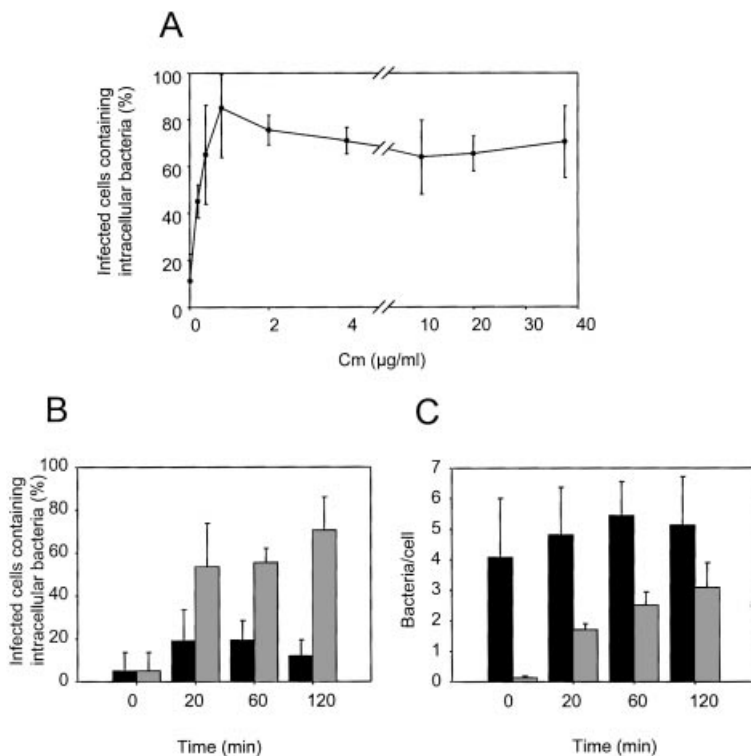 A
Infected cells containing
intracellular bacteria (%)
100
80
60
40
20
0
0 2 4 10 20 30 40
Cm (µg/ml)
B
Infected cells containing
intracellular bacteria (%)
100
80
60
40
20
0
0 20 60 120
Time (min)
C
Bacteria/cell
7
6
5
4
3
2
1
0
0 20 60 120
Time (min)